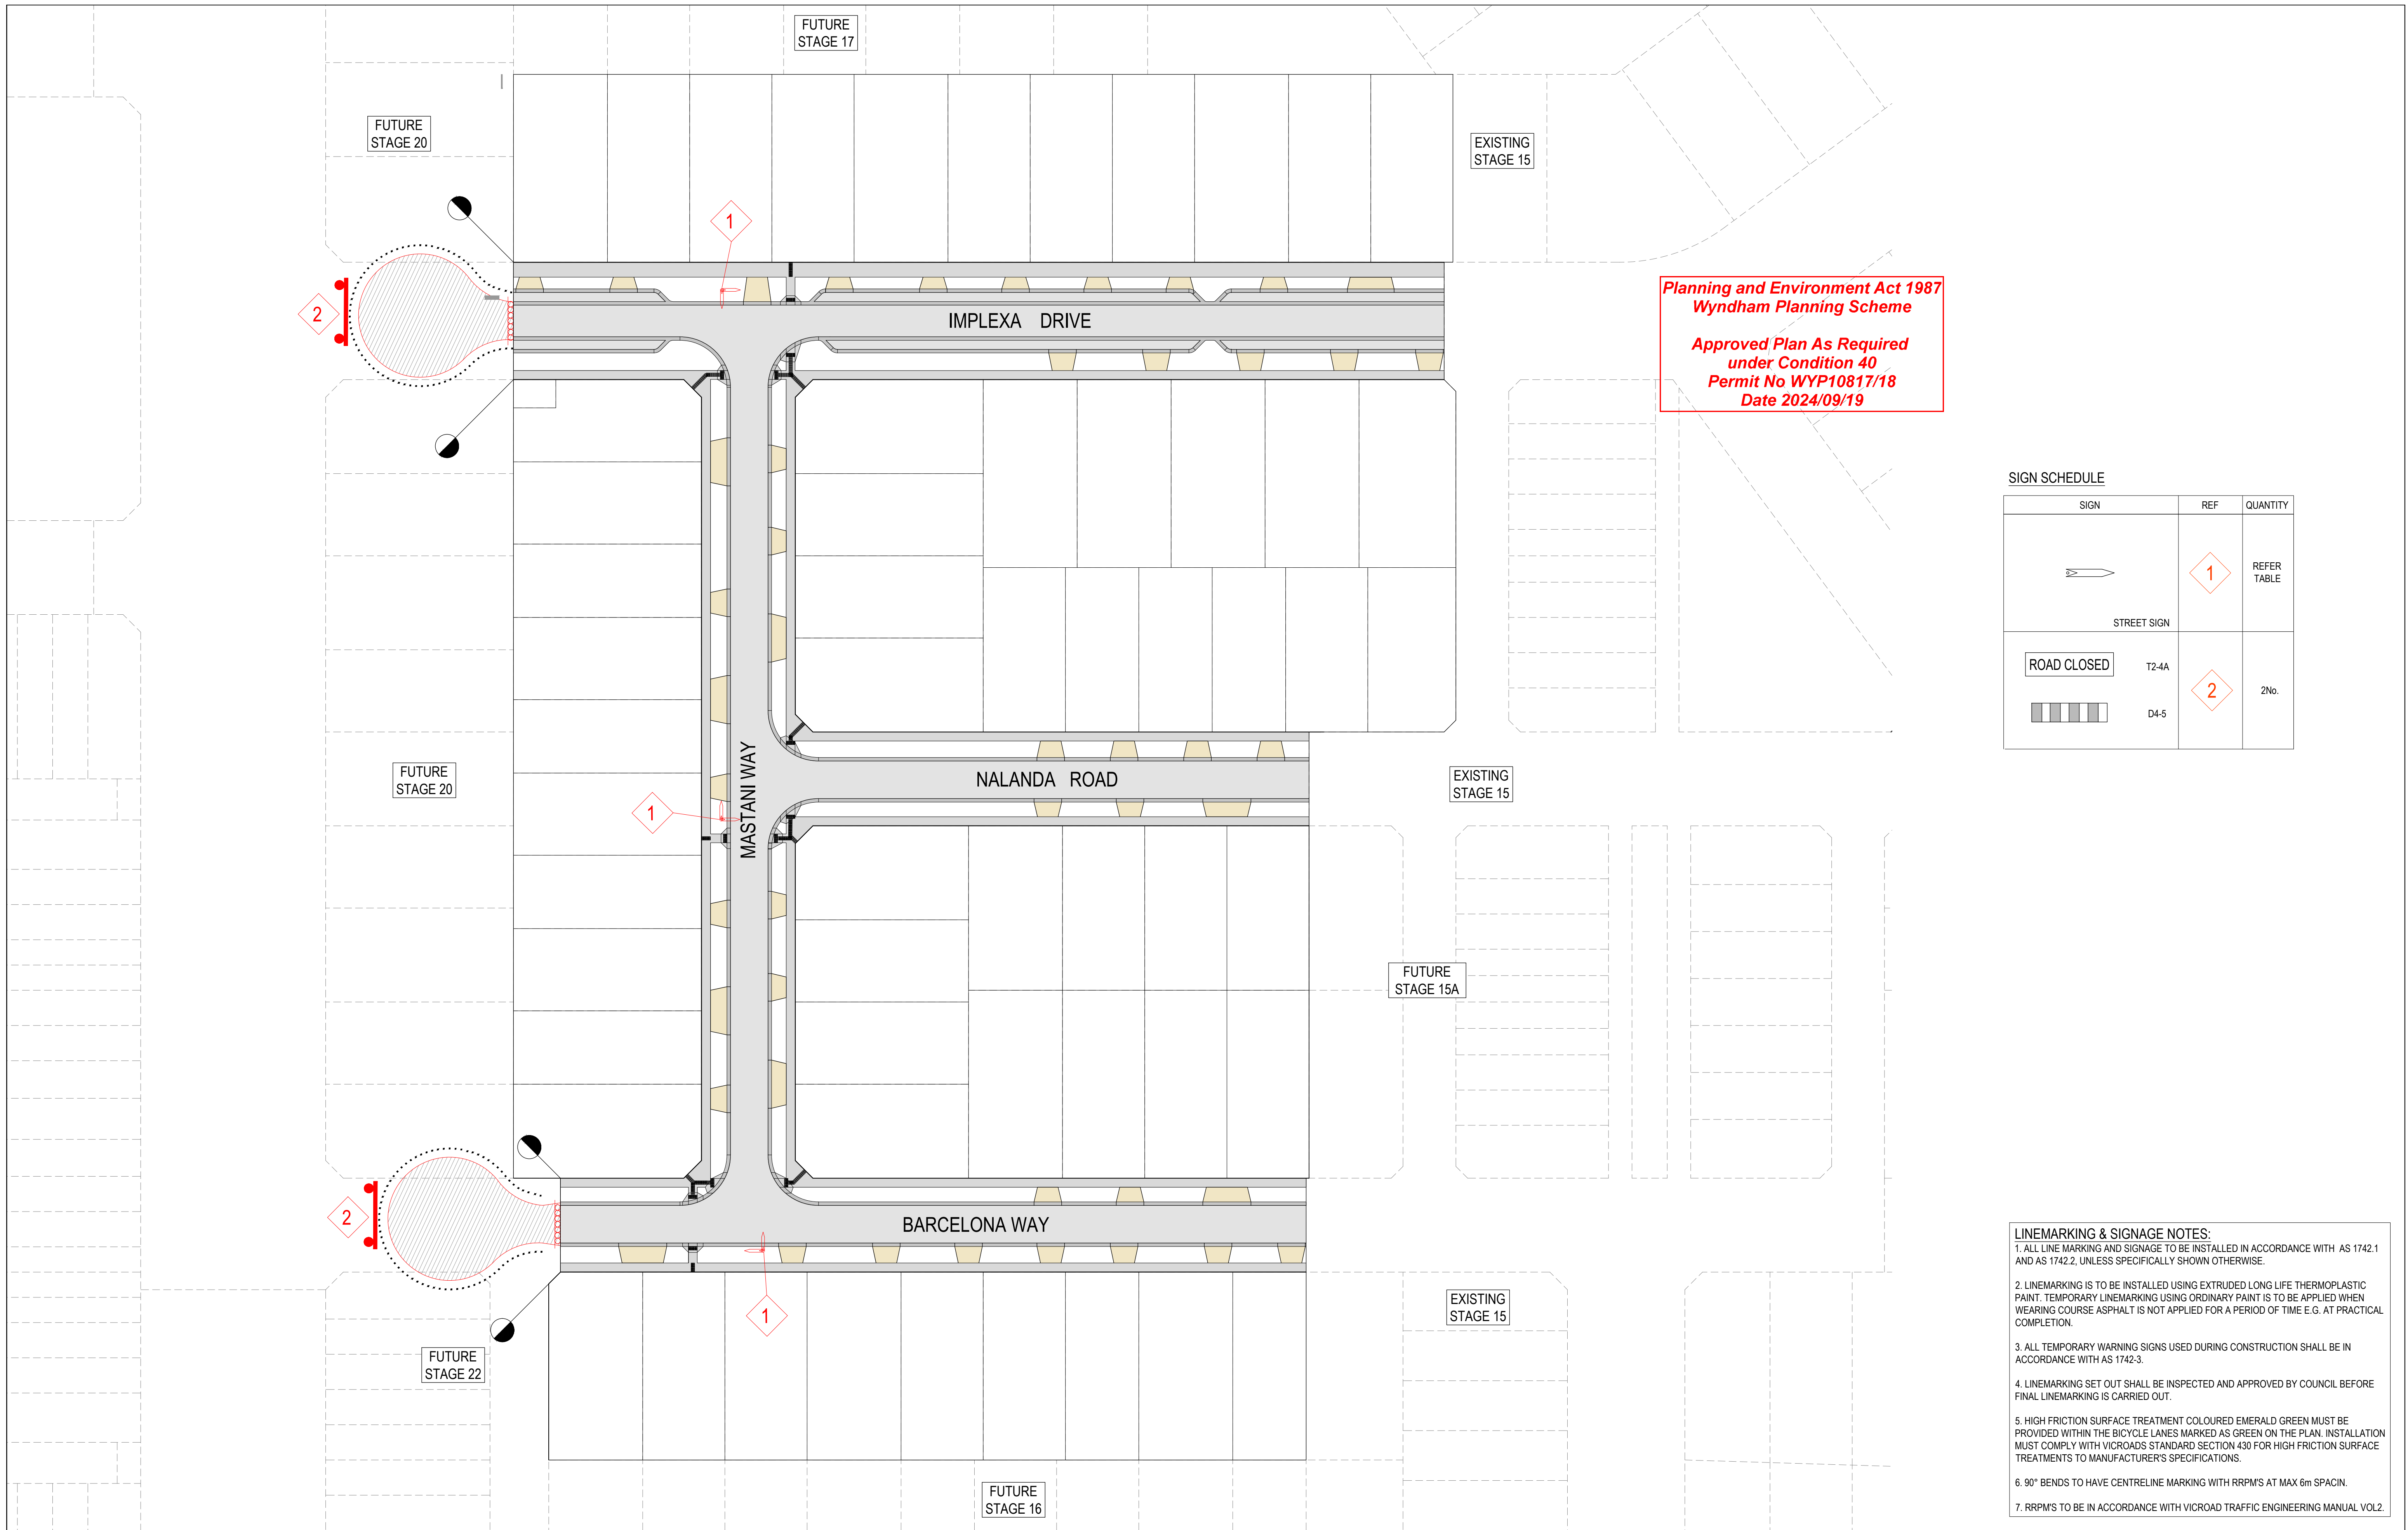 FUTURE
STAGE 17
FUTURE
STAGE 20
EXISTING
STAGE 15
1
2
IMPLEXA DRIVE
Planning and Environment Act 1987
Wyndham Planning Scheme
Approved Plan As Required
under Condition 40
Permit No WYP10817/18
Date 2024/09/19
SIGN SCHEDULE
SIGN REF QUANTITY
1
REFER
TABLE
STREET SIGN
ROAD CLOSED T2-4A
2
2No.
D4-5
FUTURE
STAGE 20
MASTANI WAY
NALANDA ROAD
EXISTING
STAGE 15
1
FUTURE
STAGE 15A
2
BARCELONA WAY
1
EXISTING
STAGE 15
FUTURE
STAGE 22
FUTURE
STAGE 16
LINEMARKING & SIGNAGE NOTES:
1. ALL LINE MARKING AND SIGNAGE TO BE INSTALLED IN ACCORDANCE WITH AS 1742.1
AND AS 1742.2, UNLESS SPECIFICALLY SHOWN OTHERWISE.
2. LINEMARKING IS TO BE INSTALLED USING EXTRUDED LONG LIFE THERMOPLASTIC
PAINT. TEMPORARY LINEMARKING USING ORDINARY PAINT IS TO BE APPLIED WHEN
WEARING COURSE ASPHALT IS NOT APPLIED FOR A PERIOD OF TIME E.G. AT PRACTICAL
COMPLETION.
3. ALL TEMPORARY WARNING SIGNS USED DURING CONSTRUCTION SHALL BE IN
ACCORDANCE WITH AS 1742-3.
4. LINEMARKING SET OUT SHALL BE INSPECTED AND APPROVED BY COUNCIL BEFORE
FINAL LINEMARKING IS CARRIED OUT.
5. HIGH FRICTION SURFACE TREATMENT COLOURED EMERALD GREEN MUST BE
PROVIDED WITHIN THE BICYCLE LANES MARKED AS GREEN ON THE PLAN. INSTALLATION
MUST COMPLY WITH VICROADS STANDARD SECTION 430 FOR HIGH FRICTION SURFACE
TREATMENTS TO MANUFACTURER'S SPECIFICATIONS.
6. 90° BENDS TO HAVE CENTRELINE MARKING WITH RRPM'S AT MAX 6m SPACIN.
7. RRPM'S TO BE IN ACCORDANCE WITH VICROAD TRAFFIC ENGINEERING MANUAL VOL2.